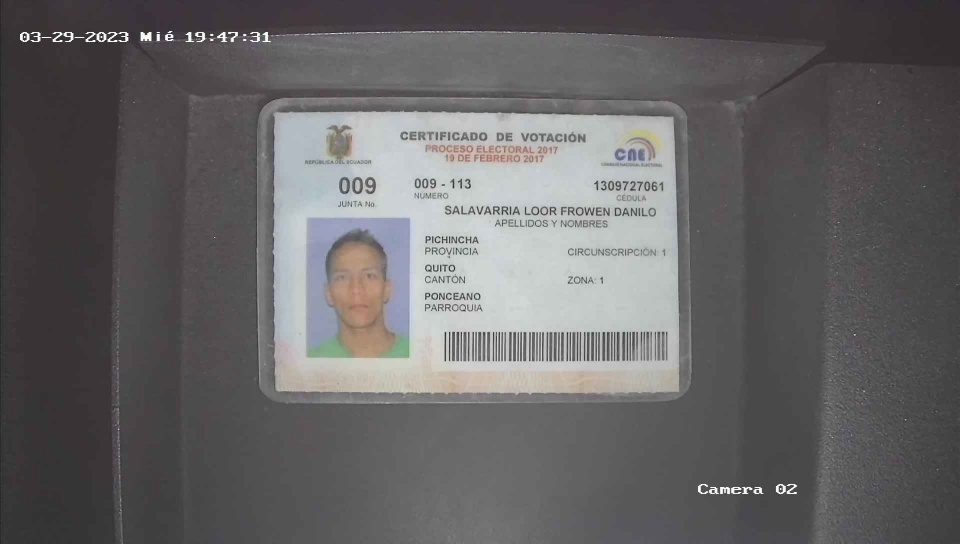 03-29-2023 Mié 19:47:31
CERTIFICADO DE VOTACIÓN
PROCESO ELECTORAL 2017
19 DE FEBRERO 2017
REPÚBLICA DEL ECUADOR
CNE
CONSEJO NACIONAL ELECTORAL
009
JUNTA No.
009 - 113
NÚMERO
1309727061
CÉDULA
SALAVARRIA LOOR FROWEN DANILO
APELLIDOS Y NOMBRES
PICHINCHA
PROVINCIA
CIRCUNSCRIPCIÓN: 1
QUITO
CANTÓN
ZONA: 1
PONCEANO
PARROQUIA
Camera 02